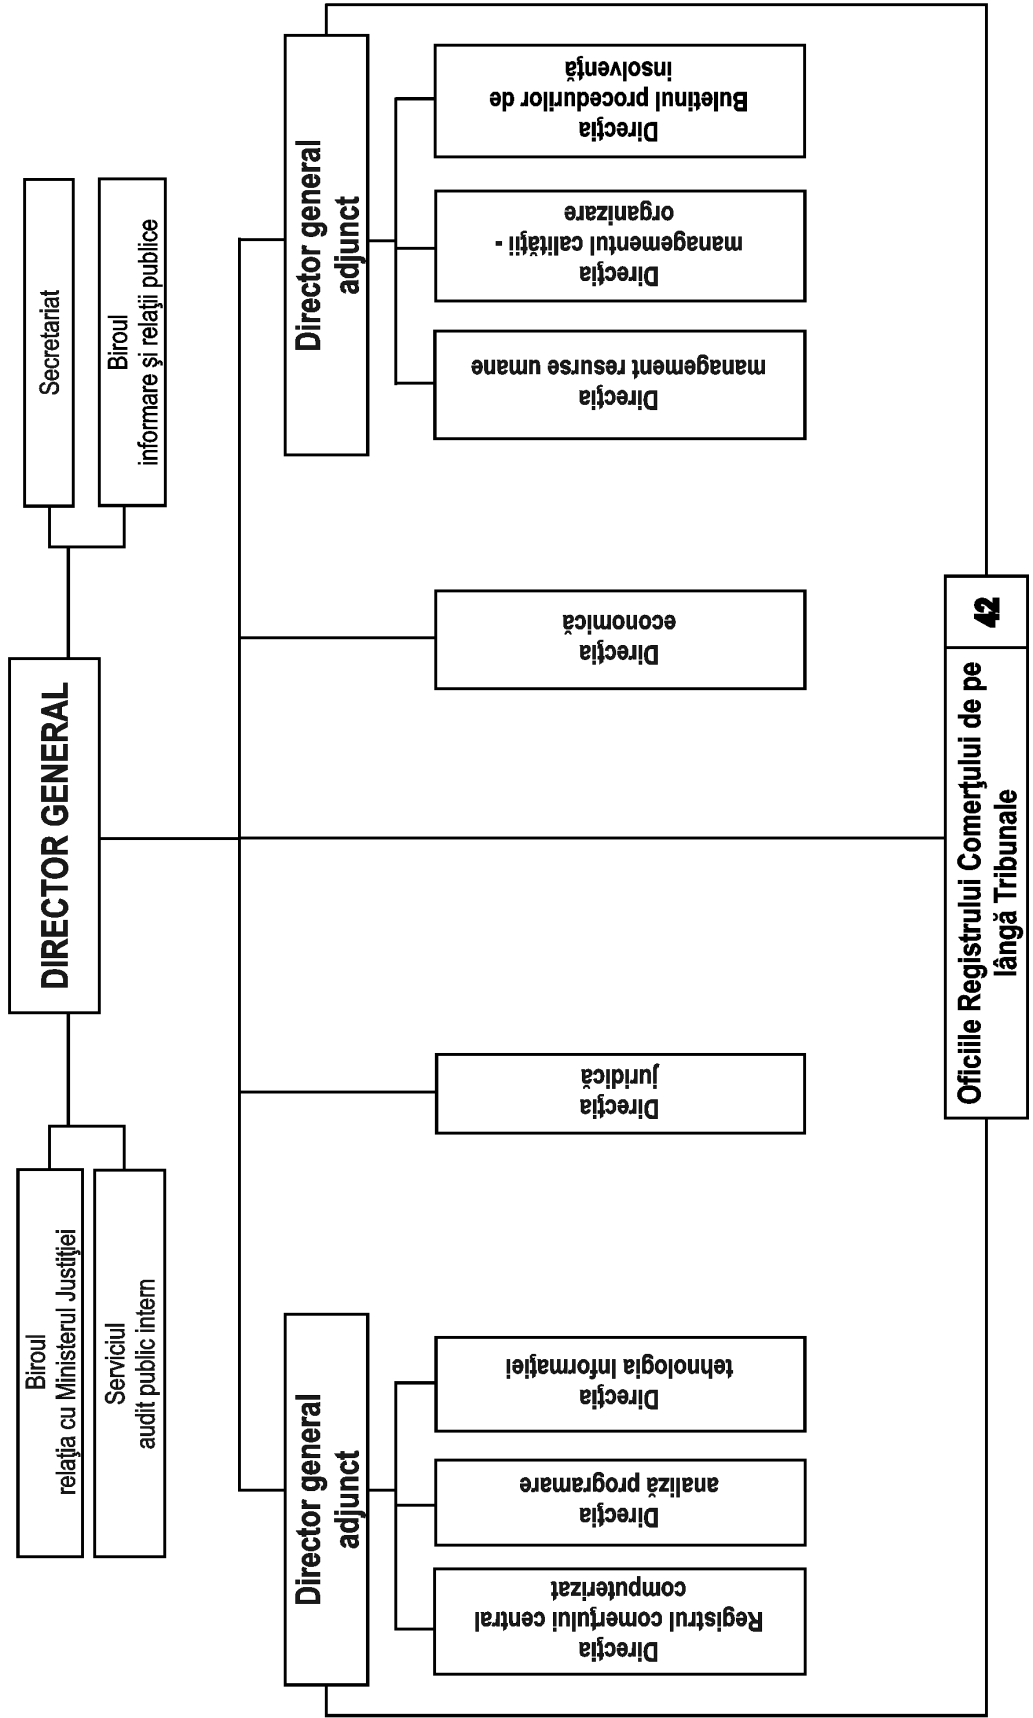 DIRECTOR GENERAL
Biroul
relaţia cu Ministerul Justiţiei
Serviciul
audit public intern
Secretariat
Biroul
informare şi relaţii publice
Director general
adjunct
Direcţia
Registrul comerţului central
computerizat
Direcţia
analiză programare
Direcţia
tehnologia Informaţiei
Direcţia
juridică
Direcţia
economică
Director general
adjunct
Direcţia
management resurse umane
Direcţia
managementul calităţii -
organizare
Direcţia
Buletinul procedurilor de
insolvenţă
Oficiile Registrului Comerţului de pe
lângă Tribunale
42